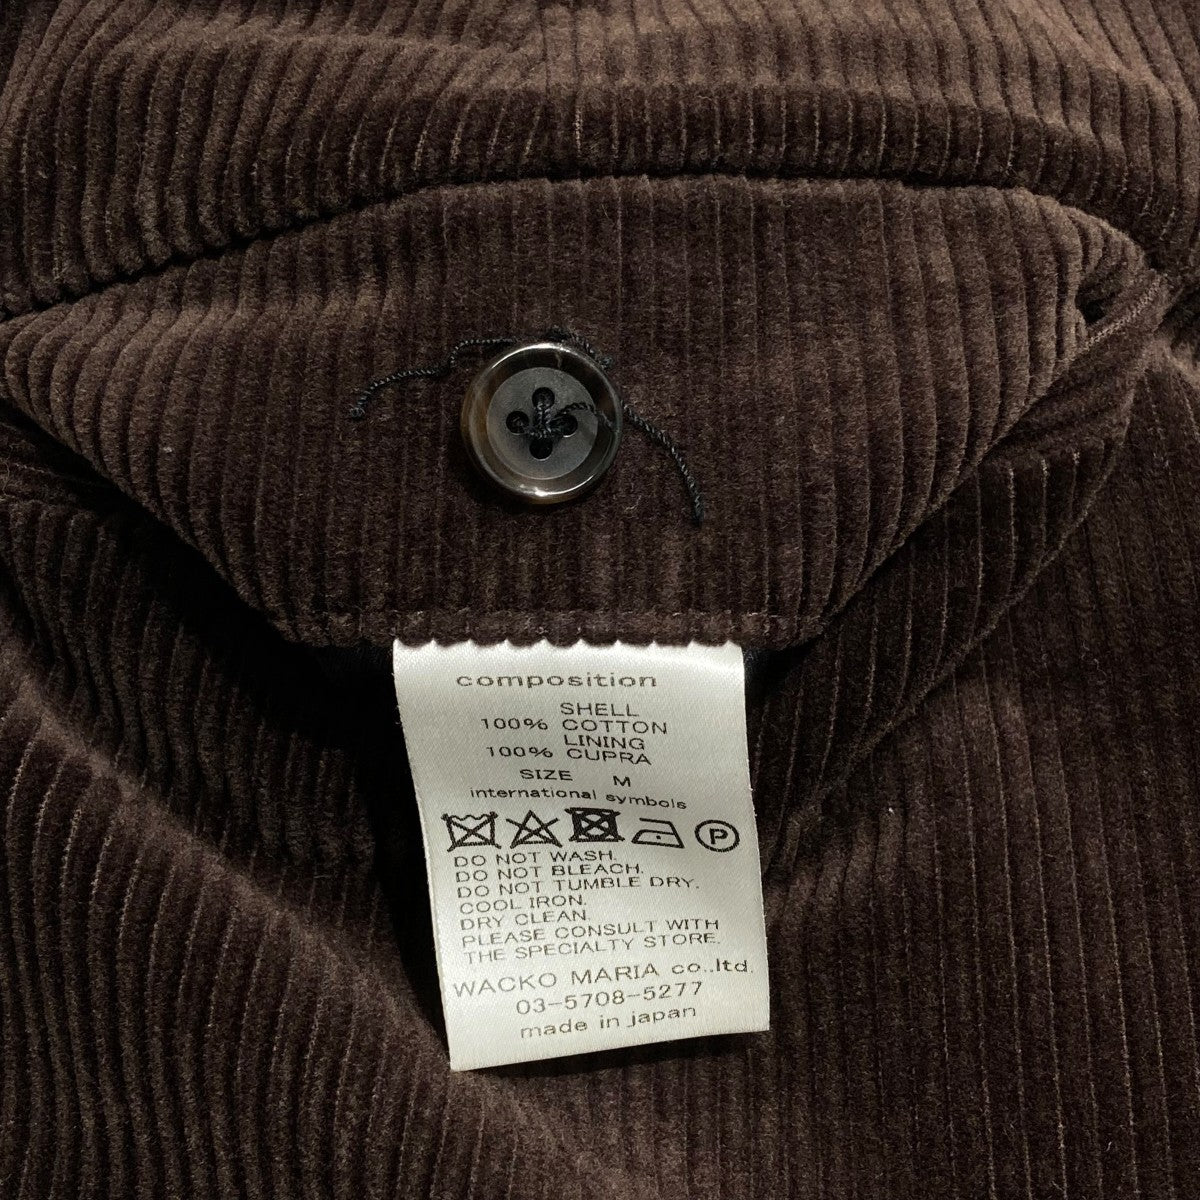 composition
SHELL
100% COTTON
LINING
100% CUPRA
SIZE M
international symbols
P
DO NOT WASH.
DO NOT BLEACH.
DO NOT TUMBLE DRY.
COOL IRON.
DRY CLEAN.
PLEASE CONSULT WITH
THE SPECIALTY STORE.
WACKO MARIA co.,ltd.
03-5708-5277
made in japan